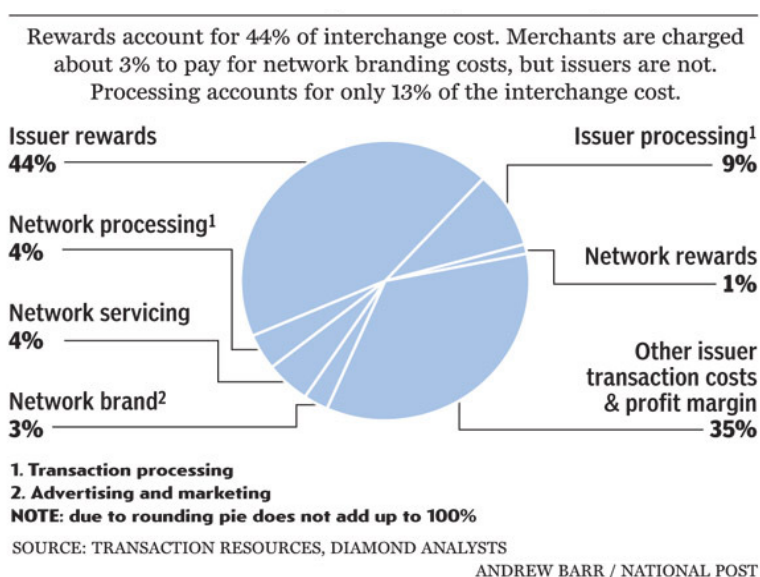 Rewards account for 44% of interchange cost. Merchants are charged
about 3% to pay for network branding costs, but issuers are not.
Processing accounts for only 13% of the interchange cost.
Issuer rewards
44%
Issuer processing¹
9%
Network processing¹
4%
Network rewards
1%
Network servicing
4%
Other issuer
transaction costs
& profit margin
35%
Network brand²
3%
1. Transaction processing
2. Advertising and marketing
NOTE: due to rounding pie does not add up to 100%
SOURCE: TRANSACTION RESOURCES, DIAMOND ANALYSTS
ANDREW BARR / NATIONAL POST